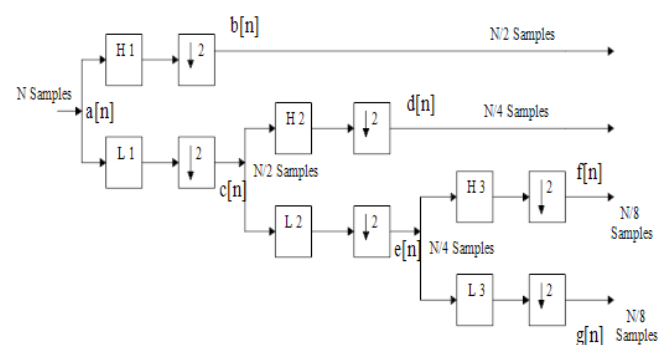 b[n]
H 1
2
N/2 Samples
N Samples
a[n]
L 1
2
c[n]
N/2 Samples
H 2
2
d[n]
N/4 Samples
L 2
2
e[n]
N/4 Samples
H 3
2
f[n]
N/8
Samples
L 3
2
g[n]
N/8
Samples